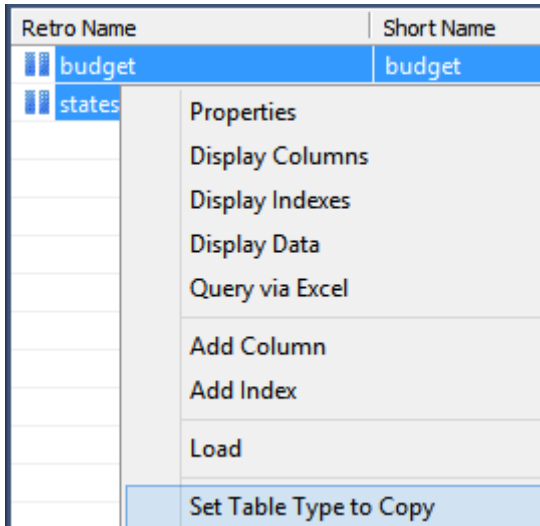 Retro Name Short Name
budget budget
states
Properties
Display Columns
Display Indexes
Display Data
Query via Excel
Add Column
Add Index
Load
Set Table Type to Copy